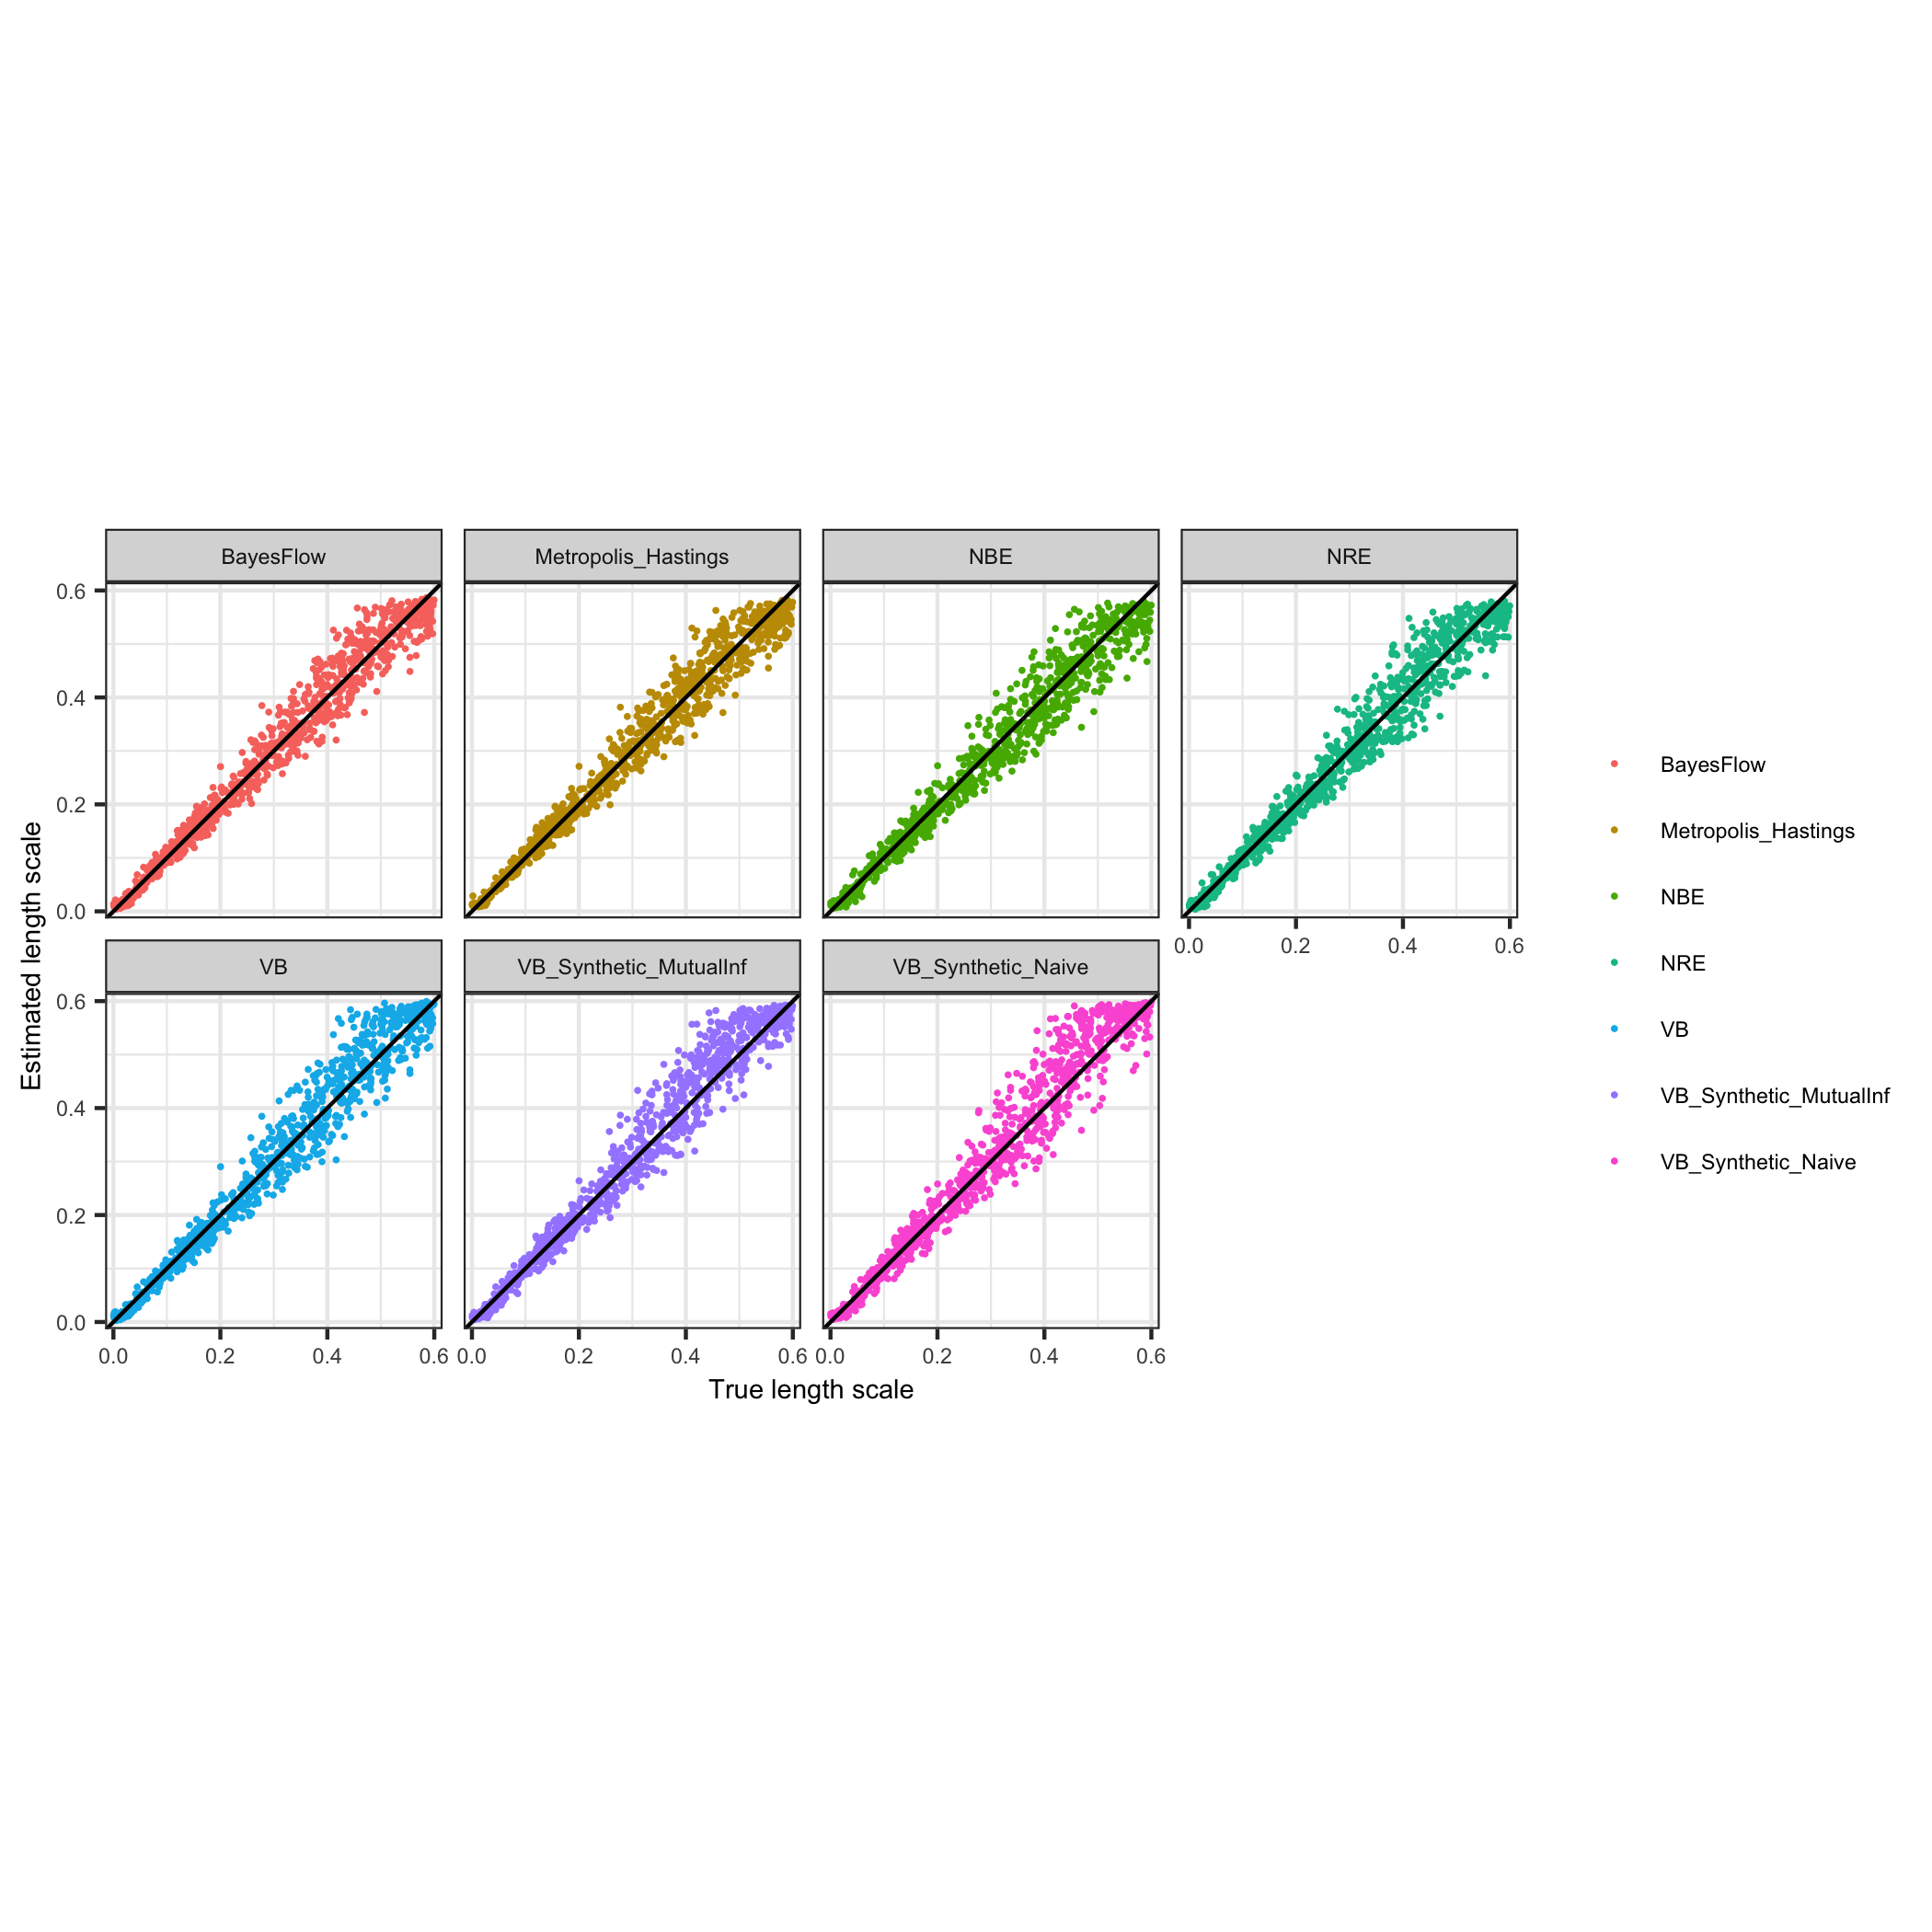 BayesFlow
Metropolis_Hastings
NBE
NRE
0.6
0.4
0.2
0.0
0.0 0.2 0.4 0.6
VB
VB_Synthetic_MutualInf
VB_Synthetic_Naive
0.6
0.4
0.2
0.0
0.0 0.2 0.4 0.6
0.0 0.2 0.4 0.6
0.0 0.2 0.4 0.6
Estimated length scale
True length scale
BayesFlow
Metropolis_Hastings
NBE
NRE
VB
VB_Synthetic_MutualInf
VB_Synthetic_Naive